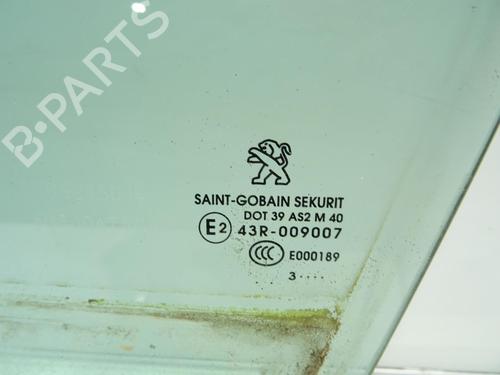 B-PARTS
SAINT-GOBAIN SEKURIT
DOT 39 AS2 M 40
E2 43R-009007
CCC E000189
3 ····